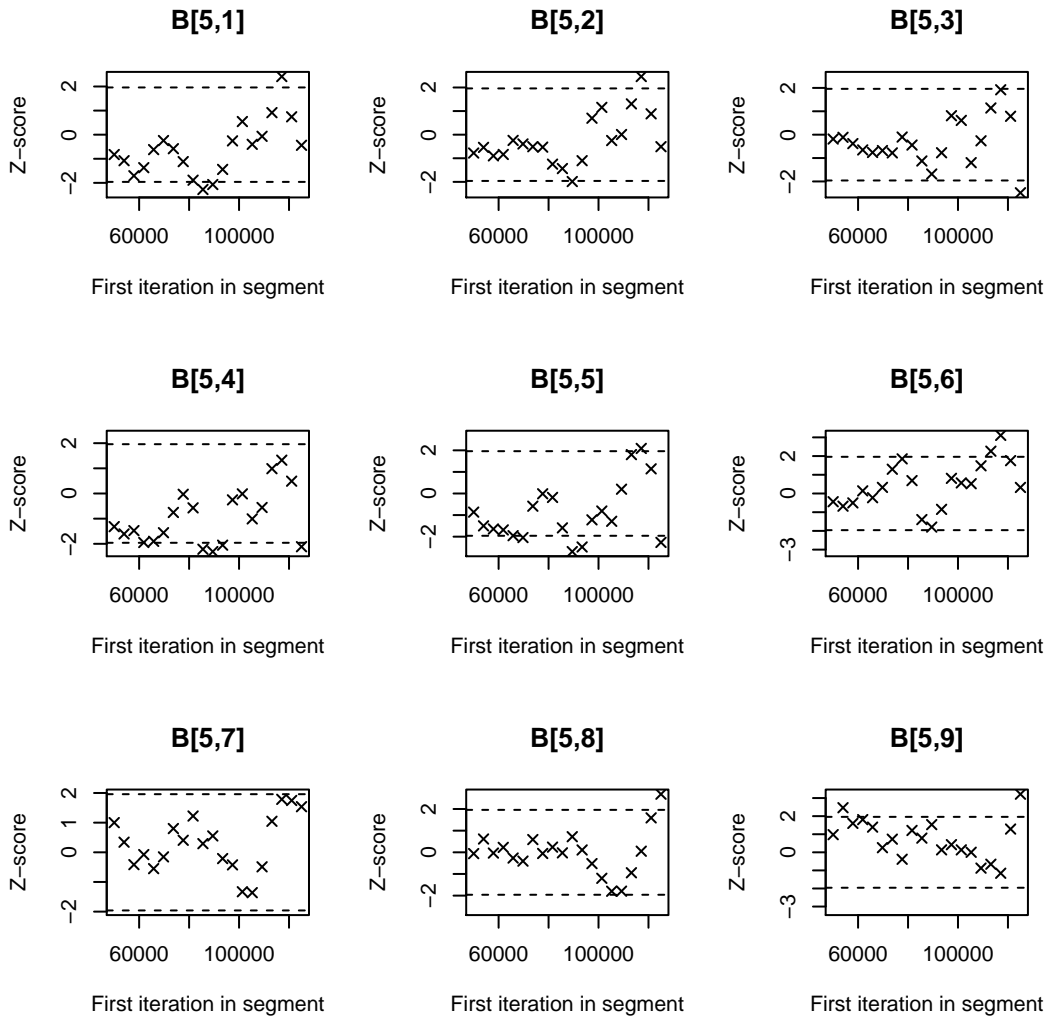 B[5,1] B[5,2] B[5,3]
Z−score Z−score Z−score
2 2 2
0 0 0
−2 −2 −2
60000 100000 60000 100000 60000 100000
First iteration in segment First iteration in segment First iteration in segment
B[5,4] B[5,5] B[5,6]
Z−score Z−score Z−score
2 2 2
0 0 0
−2 −2 −3
60000 100000 60000 100000 60000 100000
First iteration in segment First iteration in segment First iteration in segment
B[5,7] B[5,8] B[5,9]
Z−score Z−score Z−score
2 2 2
1
0 0 0
−2 −2 −3
60000 100000 60000 100000 60000 100000
First iteration in segment First iteration in segment First iteration in segment